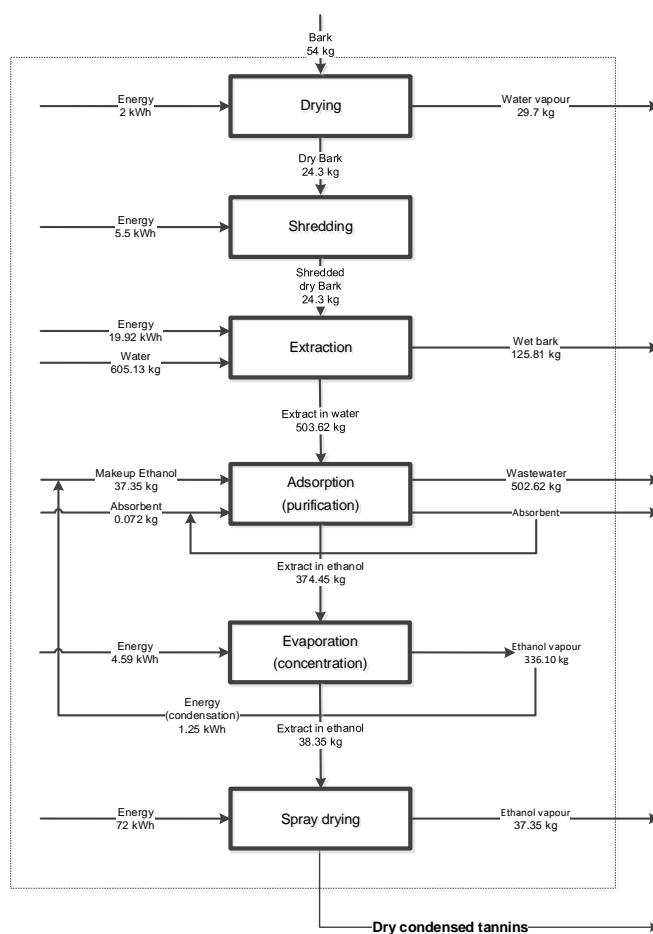 Bark
54 kg
Energy
2 kWh
Drying
Water vapour
29.7 kg
Dry Bark
24.3 kg
Energy
5.5 kWh
Shredding
Shredded
dry Bark
24.3 kg
Energy
19.92 kWh
Water
605.13 kg
Extraction
Wet bark
125.81 kg
Extract in water
503.62 kg
Makeup Ethanol
37.35 kg
Absorbent
0.072 kg
Adsorption
(purification)
Wastewater
502.62 kg
Absorbent
Extract in ethanol
374.45 kg
Energy
4.59 kWh
Evaporation
(concentration)
Ethanol vapour
336.10 kg
Energy
(condensation)
1.25 kWh
Extract in ethanol
38.35 kg
Energy
72 kWh
Spray drying
Ethanol vapour
37.35 kg
Dry condensed tannins